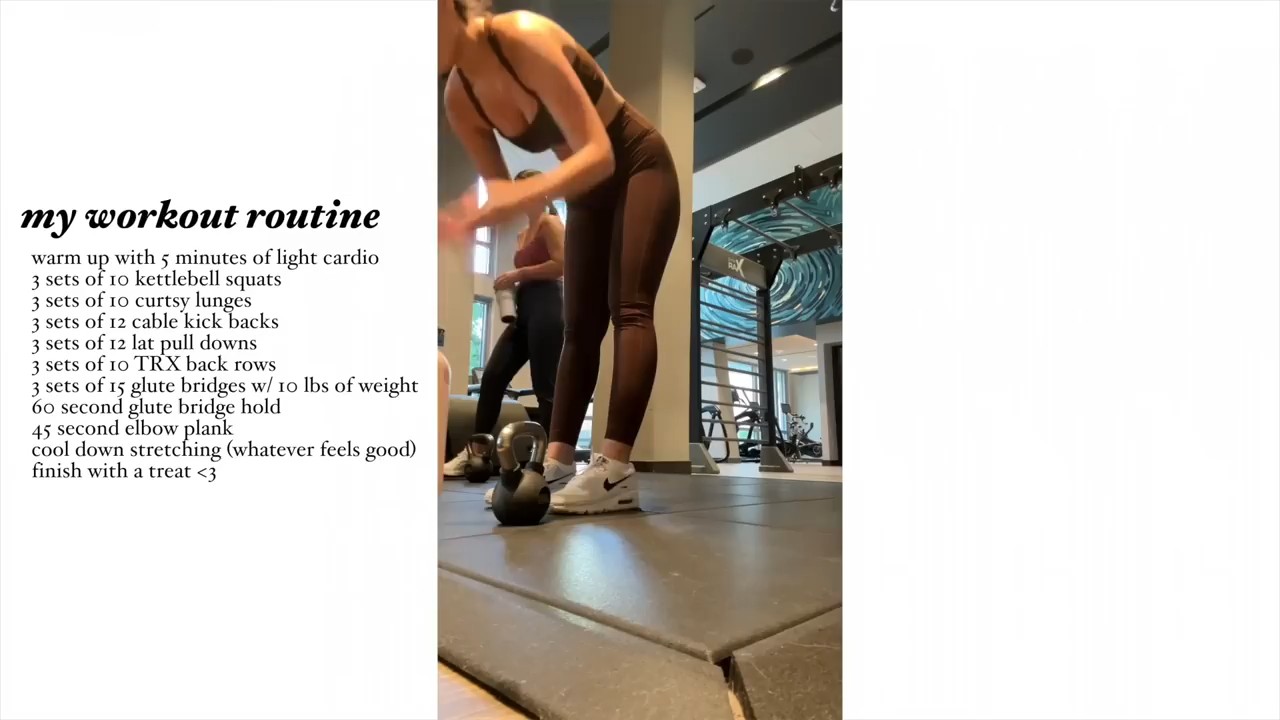 my workout routine
warm up with 5 minutes of light cardio
3 sets of 10 kettlebell squats
3 sets of 10 curtsy lunges
3 sets of 12 cable kick backs
3 sets of 12 lat pull downs
3 sets of 10 TRX back rows
3 sets of 15 glute bridges w/ 10 lbs of weight
60 second glute bridge hold
45 second elbow plank
cool down stretching (whatever feels good)
finish with a treat <3